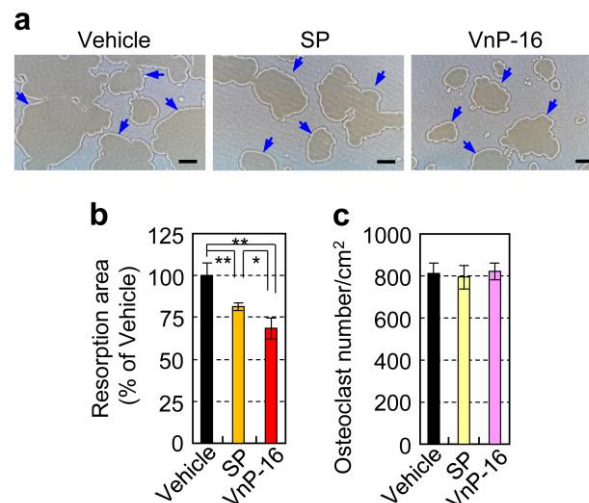 a
Vehicle SP VnP-16
b
Resorption area
(% of Vehicle)
125
100
75
50
25
0
**
** *
Vehicle SP VnP-16
c
Osteoclast number/cm²
1000
800
600
400
200
0
Vehicle SP VnP-16